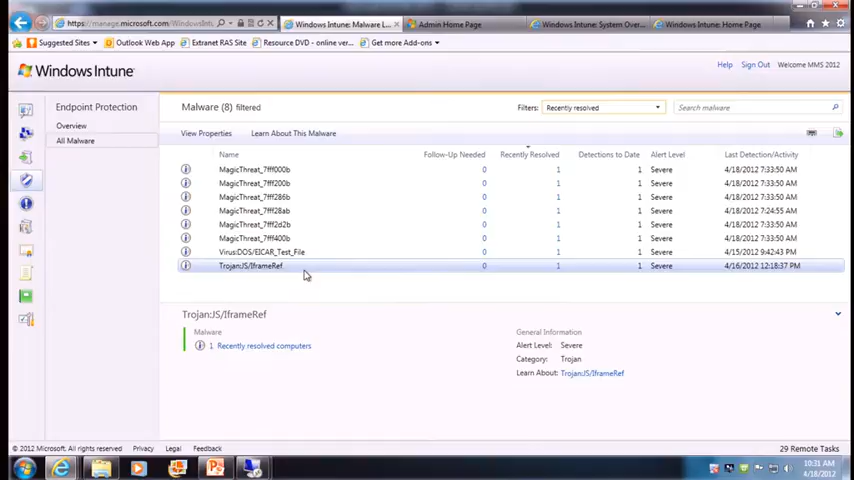 https://manage.microsoft.com/WindowsInt
Windows Intune: Malware L...
Admin Home Page
Windows Intune: System Over...
Windows Intune: Home Page
Suggested Sites
Outlook Web App
Extranet RAS Site
Resource DVD - online ver...
Get more Add-ons
Windows Intune
Help
Sign Out
Welcome MMS 2012
Endpoint Protection
Overview
All Malware
Malware (8) filtered
Filters:
Recently resolved
Search malware
View Properties
Learn About This Malware
Name Follow-Up Needed Recently Resolved Detections to Date Alert Level Last Detection/Activity
MagicThreat_7fff000b 0 1 1 Severe 4/18/2012 7:33:50 AM
MagicThreat_7fff200b 0 1 1 Severe 4/18/2012 7:33:50 AM
MagicThreat_7fff286b 0 1 1 Severe 4/18/2012 7:33:50 AM
MagicThreat_7fff28ab 0 1 1 Severe 4/18/2012 7:24:55 AM
MagicThreat_7fff2d2b 0 1 1 Severe 4/18/2012 7:33:50 AM
MagicThreat_7fff400b 0 1 1 Severe 4/18/2012 7:33:50 AM
Virus:DOS/EICAR_Test_File 0 1 1 Severe 4/15/2012 9:42:43 PM
Trojan:JS/IframeRef 0 1 1 Severe 4/16/2012 12:18:37 PM
Trojan:JS/IframeRef
Malware
1 Recently resolved computers
General Information
Alert Level: Severe
Category: Trojan
Learn About: Trojan:JS/IframeRef
© 2012 Microsoft. All rights reserved
Privacy
Legal
Feedback
29 Remote Tasks
10:31 AM
4/18/2012